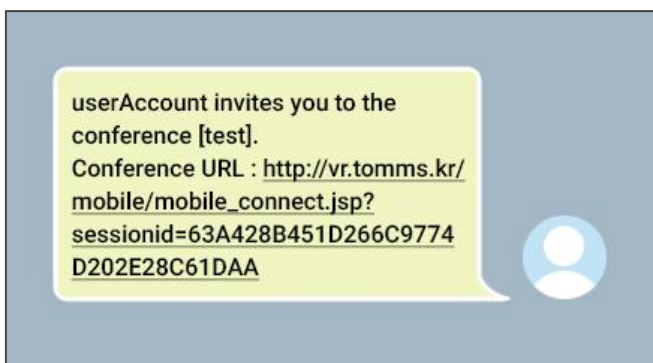 userAccount invites you to the
conference [test].
Conference URL : http://vr.tomms.kr/
mobile/mobile_connect.jsp?
sessionid=63A428B451D266C9774
D202E28C61DAA